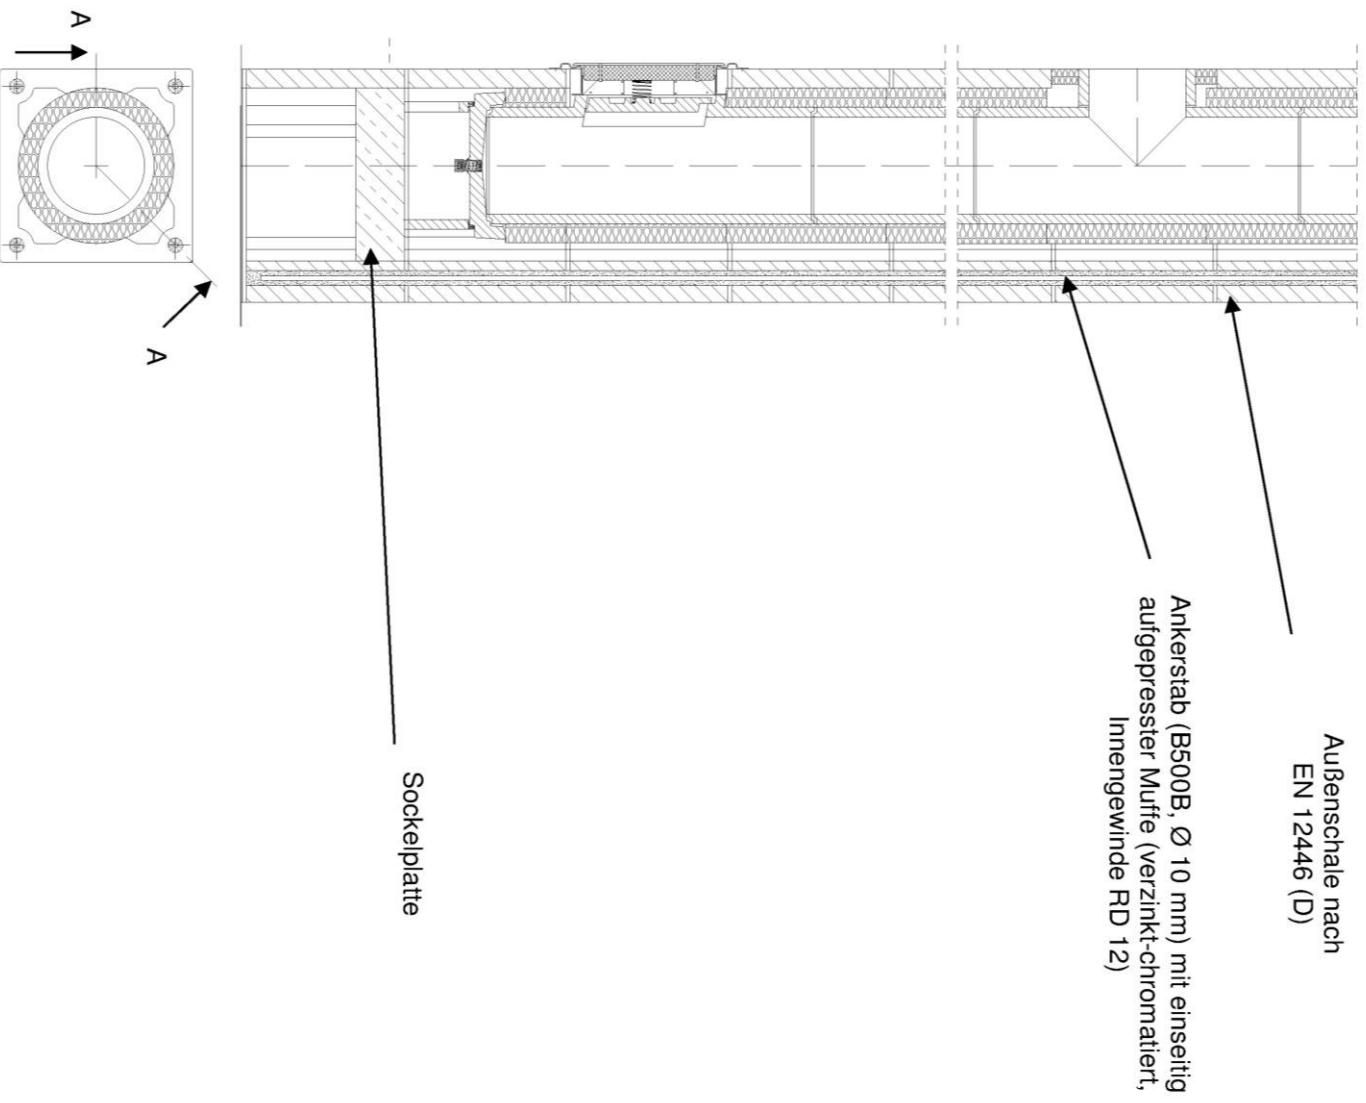 Außenschale nach
EN 12446 (D)
Ankerstab (B500B, Ø 10 mm) mit einseitig
aufgepresster Muffe (verzinkt-chromatiert,
Innengewinde RD 12)
Sockelplatte
A
A